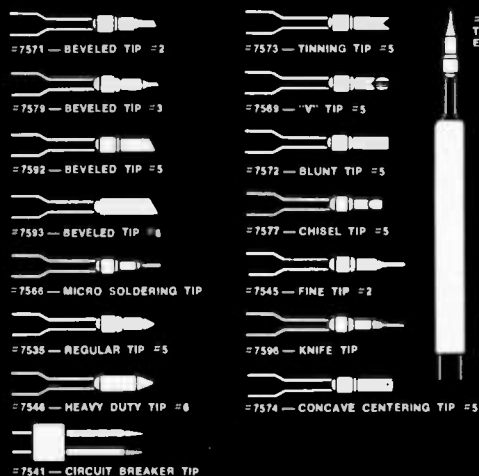 #7571 — BEVELED TIP #2
#7579 — BEVELED TIP #3
#7592 — BEVELED TIP #5
#7593 — BEVELED TIP #6
#7566 — MICRO SOLDERING TIP
#7535 — REGULAR TIP #5
#7546 — HEAVY DUTY TIP #6
#7541 — CIRCUIT BREAKER TIP
#7573 — TINNING TIP #5
#7569 — "V" TIP #5
#7572 — BLUNT TIP #5
#7577 — CHISEL TIP #5
#7545 — FINE TIP #2
#7596 — KNIFE TIP
#7574 — CONCAVE CENTERING TIP #5